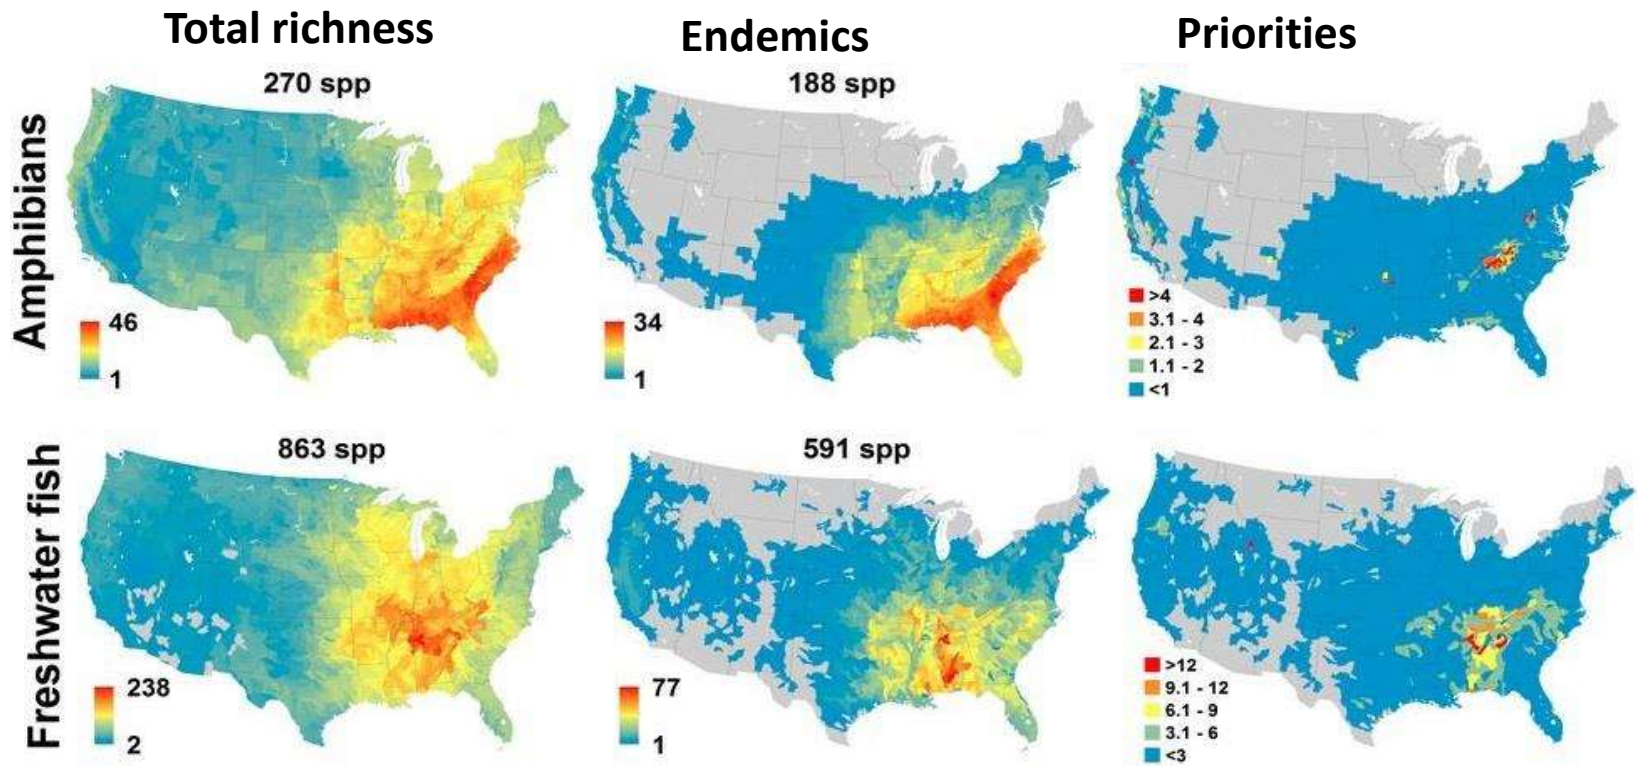 Total richness
Endemics
Priorities
Amphibians
270 spp
188 spp
46
1
34
1
>4
3.1 - 4
2.1 - 3
1.1 - 2
<1
Freshwater fish
863 spp
591 spp
238
2
77
1
>12
9.1 - 12
6.1 - 9
3.1 - 6
<3